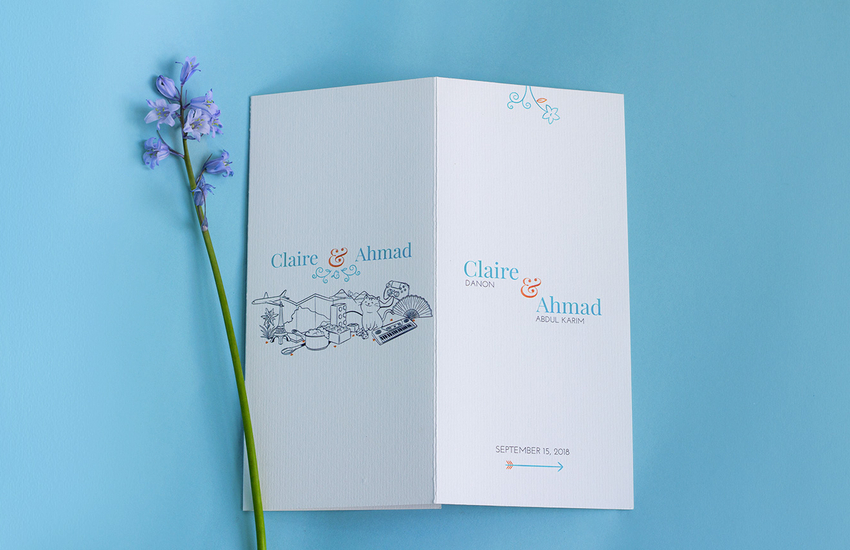 Claire & Ahmad
Claire
DANON
&
Ahmad
ABDUL KARIM
SEPTEMBER 15, 2018